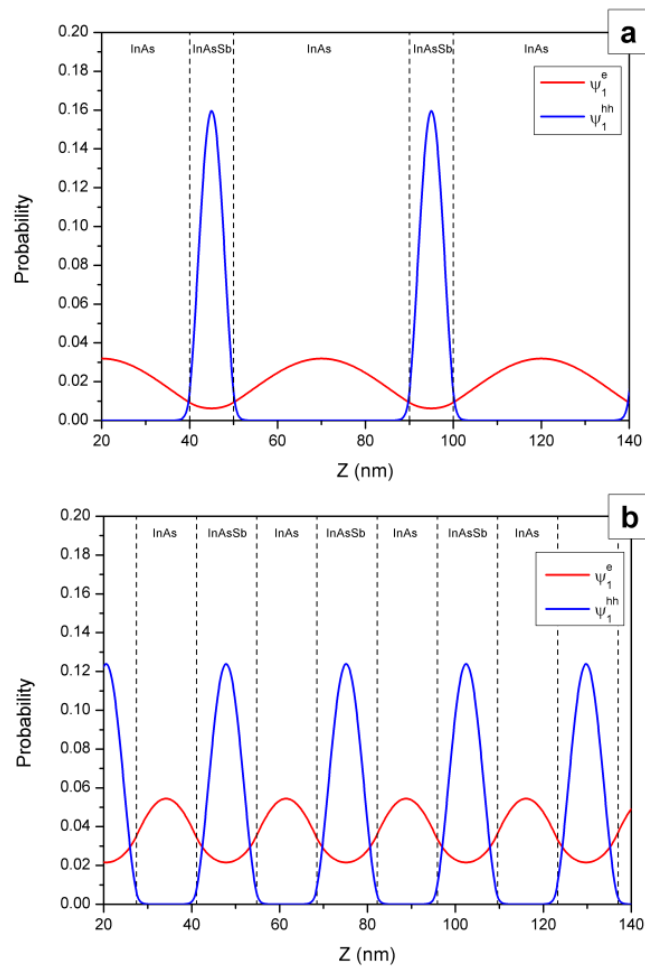 a
InAs InAsSb InAs InAsSb InAs
ψ₁ᵉ
ψ₁ʰʰ
0.20
0.18
0.16
0.14
0.12
0.10
0.08
0.06
0.04
0.02
0.00
Probability
20 40 60 80 100 120 140
Z (nm)
b
InAs InAsSb InAs InAsSb InAs InAsSb InAs
ψ₁ᵉ
ψ₁ʰʰ
0.20
0.18
0.16
0.14
0.12
0.10
0.08
0.06
0.04
0.02
0.00
Probability
20 40 60 80 100 120 140
Z (nm)